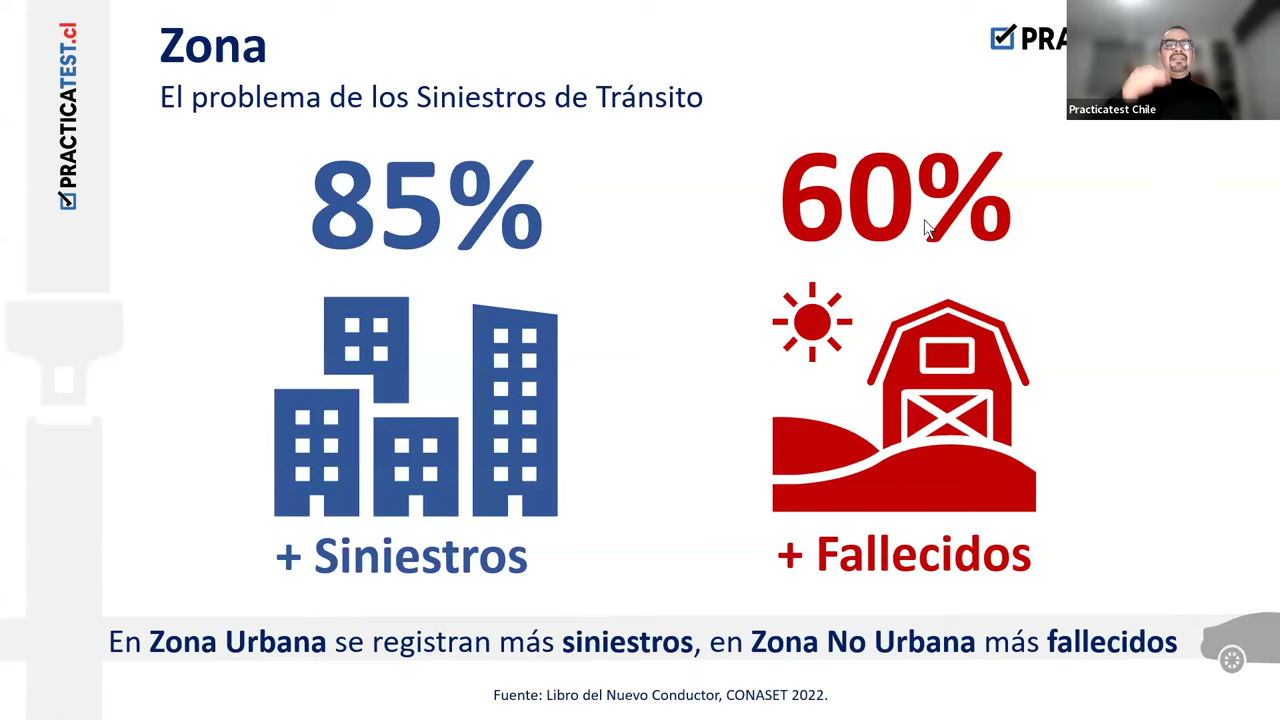 PRACTICATEST.cl
Zona
El problema de los Siniestros de Tránsito
PRA
Practicatest Chile
85%
60%
+ Siniestros
+ Fallecidos
En Zona Urbana se registran más siniestros, en Zona No Urbana más fallecidos
Fuente: Libro del Nuevo Conductor, CONASET 2022.